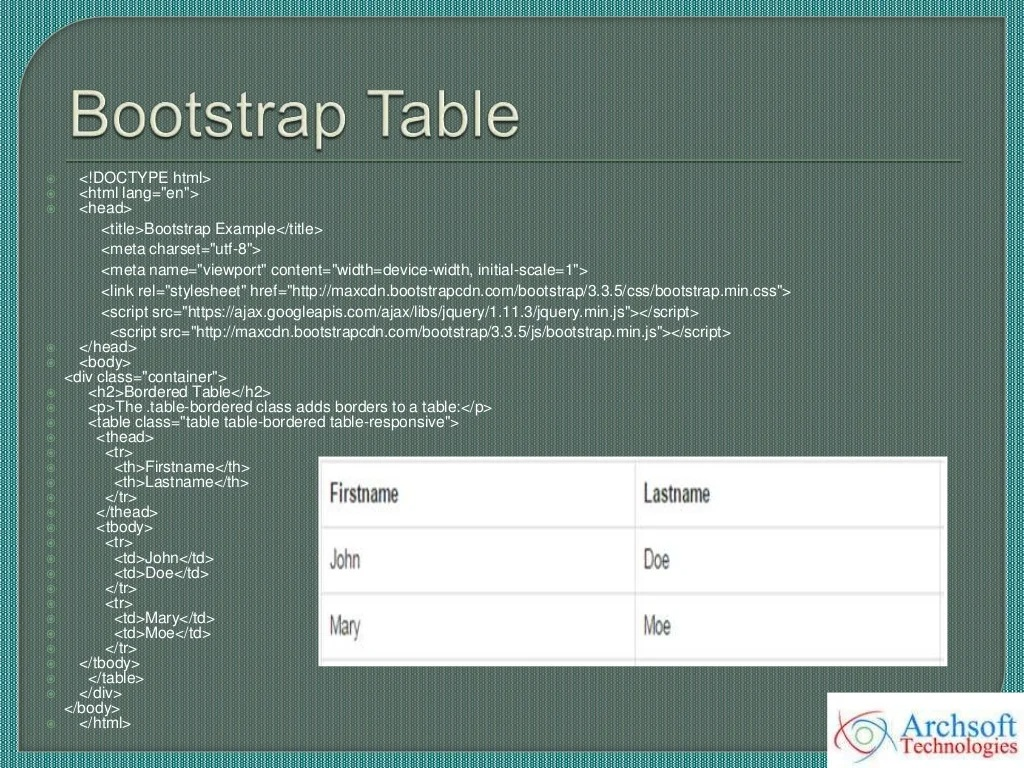 Bootstrap Table
<!DOCTYPE html>
<html lang="en">
<head>
<title>Bootstrap Example</title>
<meta charset="utf-8">
<meta name="viewport" content="width=device-width, initial-scale=1">
<link rel="stylesheet" href="http://maxcdn.bootstrapcdn.com/bootstrap/3.3.5/css/bootstrap.min.css">
<script src="https://ajax.googleapis.com/ajax/libs/jquery/1.11.3/jquery.min.js"></script>
<script src="http://maxcdn.bootstrapcdn.com/bootstrap/3.3.5/js/bootstrap.min.js"></script>
</head>
<body>
<div class="container">
<h2>Bordered Table</h2>
<p>The .table-bordered class adds borders to a table:</p>
<table class="table table-bordered table-responsive">
<thead>
<tr>
<th>Firstname</th>
<th>Lastname</th>
</tr>
</thead>
<tbody>
<tr>
<td>John</td>
<td>Doe</td>
</tr>
<tr>
<td>Mary</td>
<td>Moe</td>
</tr>
</tbody>
</table>
</div>
</body>
</html>
Firstname Lastname
John Doe
Mary Moe
Archsoft
Technologies